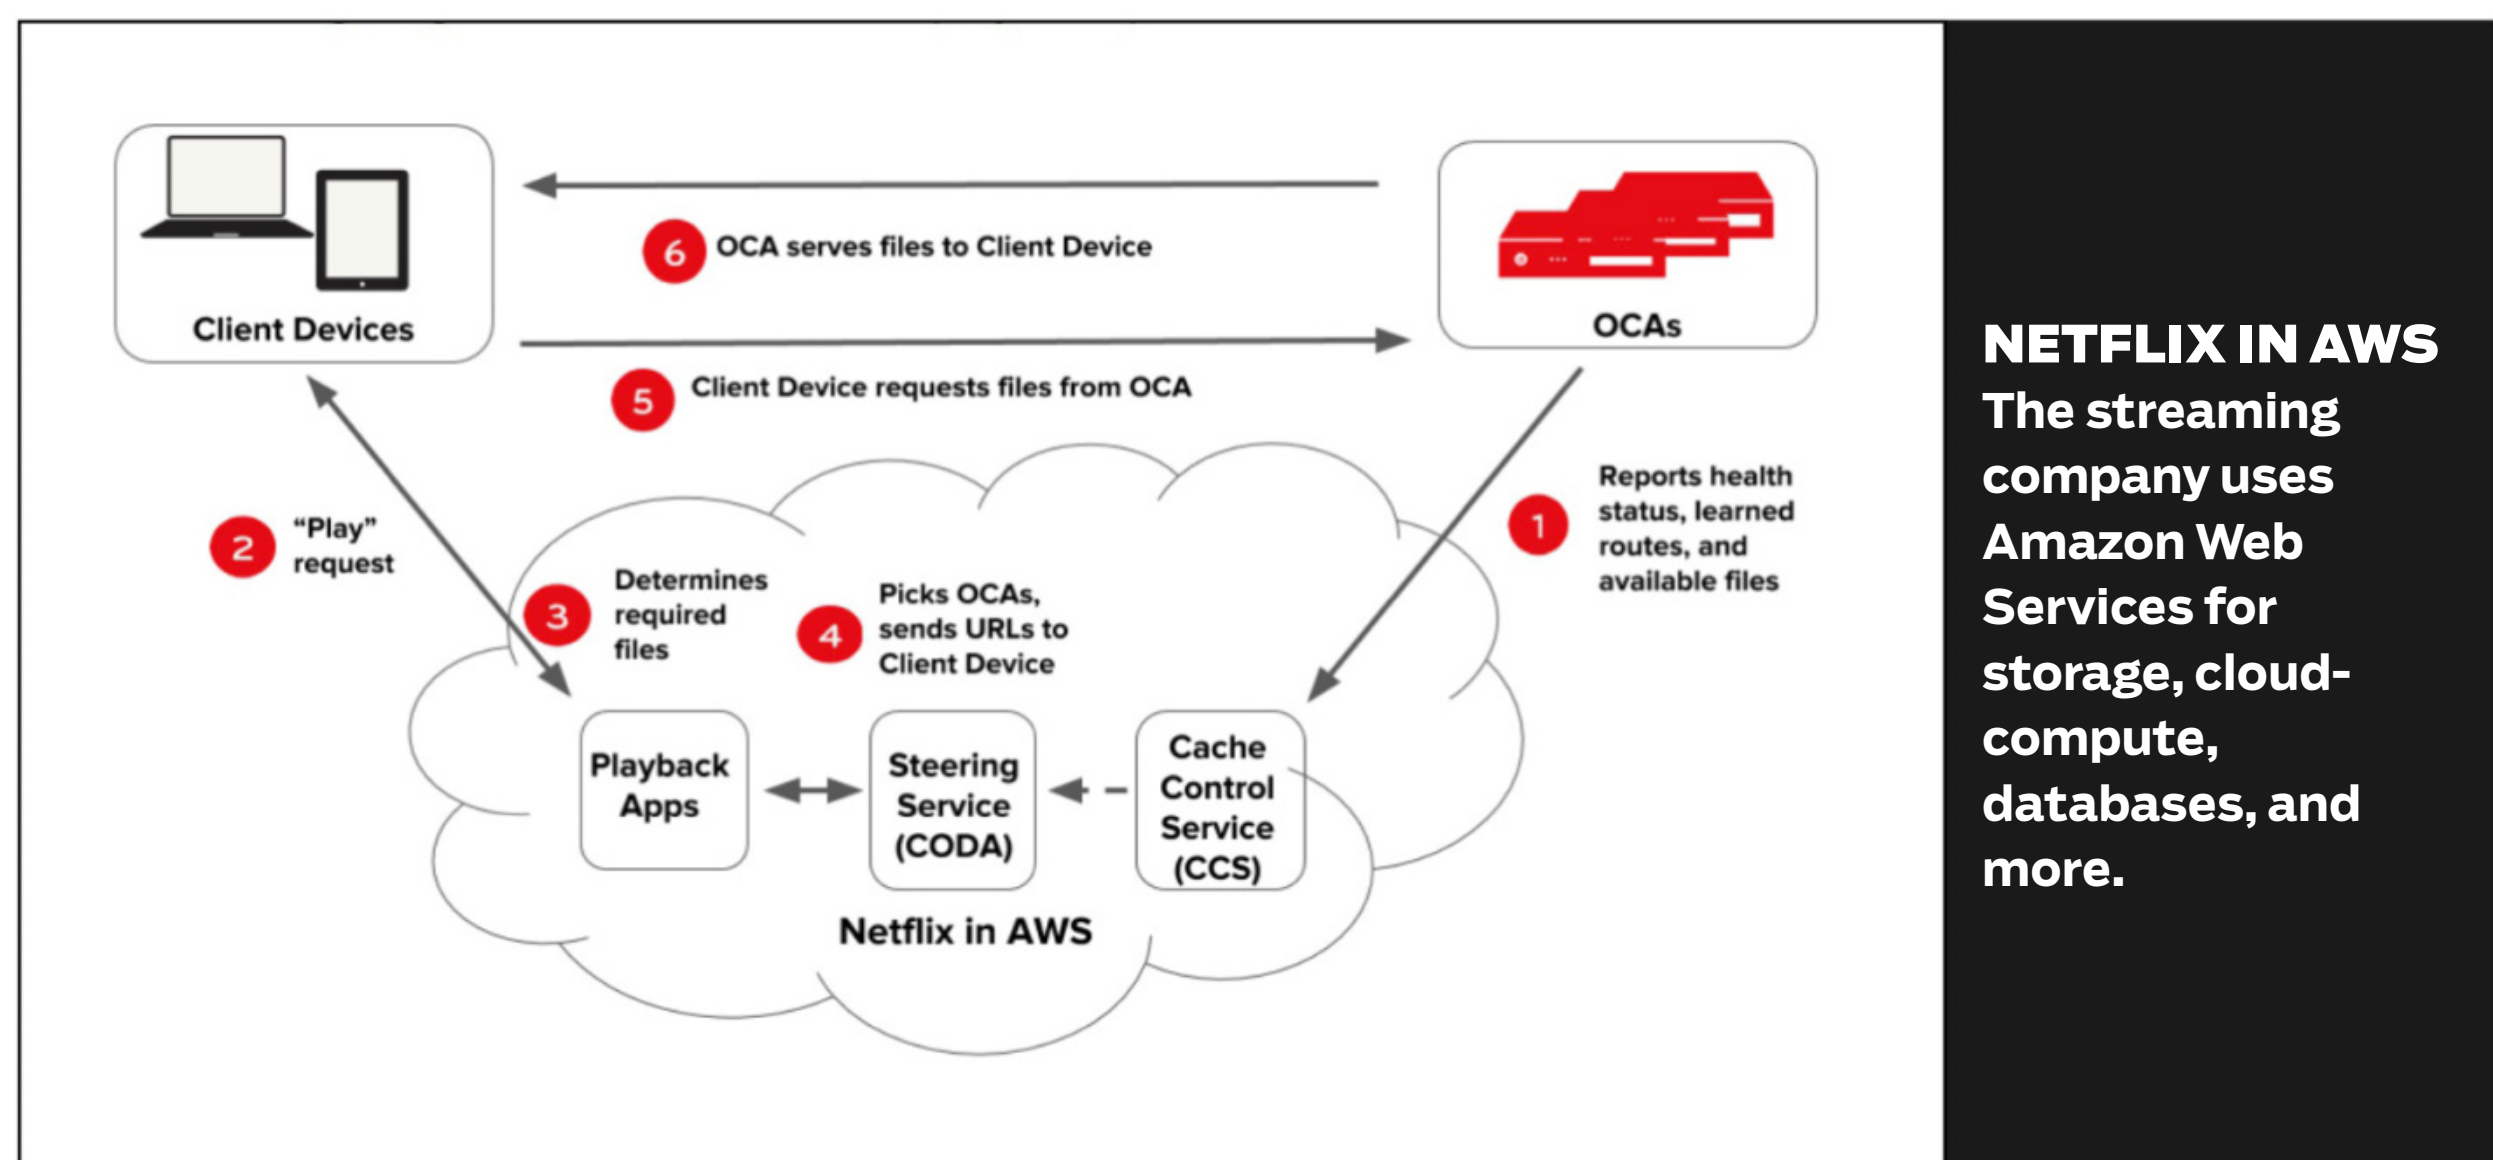 Client Devices
OCAs
6
OCA serves files to Client Device
5
Client Device requests files from OCA
1
Reports health
status, learned
routes, and
available files
2
“Play”
request
3
Determines
required
files
4
Picks OCAs,
sends URLs to
Client Device
Playback
Apps
Steering
Service
(CODA)
Cache
Control
Service
(CCS)
Netflix in AWS
NETFLIX IN AWS
The streaming
company uses
Amazon Web
Services for
storage, cloud-
compute,
databases, and
more.